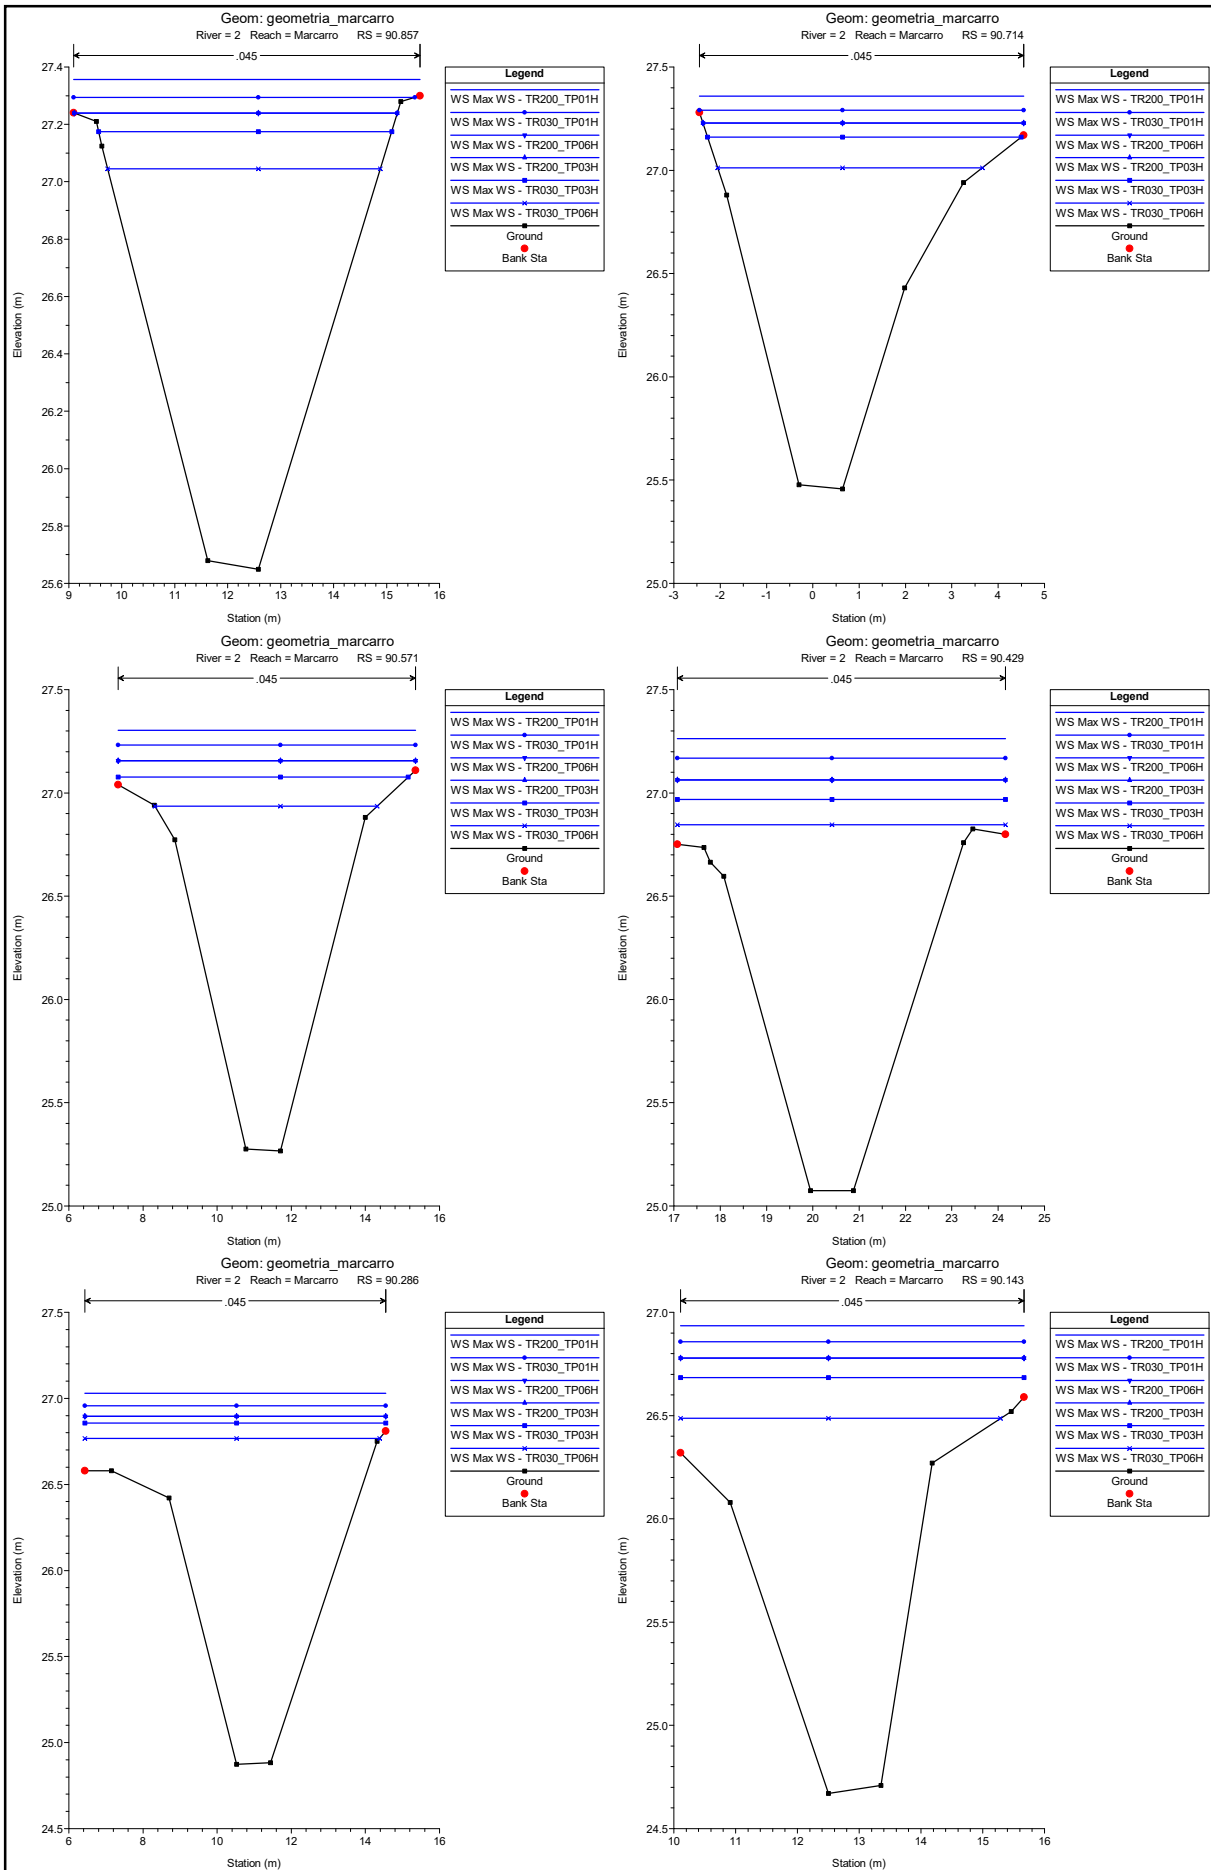 Geom: geometria_marcarro
River = 2 Reach = Marcarro RS = 90.857
.045
27.4
27.2
27.0
26.8
26.6
26.4
26.2
26.0
25.8
25.6
9
10
11
12
13
14
15
16
Elevation (m)
Station (m)
Legend
WS Max WS - TR200_TP01H
WS Max WS - TR030_TP01H
WS Max WS - TR200_TP06H
WS Max WS - TR200_TP03H
WS Max WS - TR030_TP03H
WS Max WS - TR030_TP06H
Ground
Bank Sta
Geom: geometria_marcarro
River = 2 Reach = Marcarro RS = 90.714
.045
27.5
27.0
26.5
26.0
25.5
25.0
-3
-2
-1
0
1
2
3
4
5
Elevation (m)
Station (m)
Legend
WS Max WS - TR200_TP01H
WS Max WS - TR030_TP01H
WS Max WS - TR200_TP06H
WS Max WS - TR200_TP03H
WS Max WS - TR030_TP03H
WS Max WS - TR030_TP06H
Ground
Bank Sta
Geom: geometria_marcarro
River = 2 Reach = Marcarro RS = 90.571
.045
27.5
27.0
26.5
26.0
25.5
25.0
6
8
10
12
14
16
Elevation (m)
Station (m)
Legend
WS Max WS - TR200_TP01H
WS Max WS - TR030_TP01H
WS Max WS - TR200_TP06H
WS Max WS - TR200_TP03H
WS Max WS - TR030_TP03H
WS Max WS - TR030_TP06H
Ground
Bank Sta
Geom: geometria_marcarro
River = 2 Reach = Marcarro RS = 90.429
.045
27.5
27.0
26.5
26.0
25.5
25.0
17
18
19
20
21
22
23
24
25
Elevation (m)
Station (m)
Legend
WS Max WS - TR200_TP01H
WS Max WS - TR030_TP01H
WS Max WS - TR200_TP06H
WS Max WS - TR200_TP03H
WS Max WS - TR030_TP03H
WS Max WS - TR030_TP06H
Ground
Bank Sta
Geom: geometria_marcarro
River = 2 Reach = Marcarro RS = 90.286
.045
27.5
27.0
26.5
26.0
25.5
25.0
24.5
6
8
10
12
14
16
Elevation (m)
Station (m)
Legend
WS Max WS - TR200_TP01H
WS Max WS - TR030_TP01H
WS Max WS - TR200_TP06H
WS Max WS - TR200_TP03H
WS Max WS - TR030_TP03H
WS Max WS - TR030_TP06H
Ground
Bank Sta
Geom: geometria_marcarro
River = 2 Reach = Marcarro RS = 90.143
.045
27.0
26.5
26.0
25.5
25.0
24.5
10
11
12
13
14
15
16
Elevation (m)
Station (m)
Legend
WS Max WS - TR200_TP01H
WS Max WS - TR030_TP01H
WS Max WS - TR200_TP06H
WS Max WS - TR200_TP03H
WS Max WS - TR030_TP03H
WS Max WS - TR030_TP06H
Ground
Bank Sta